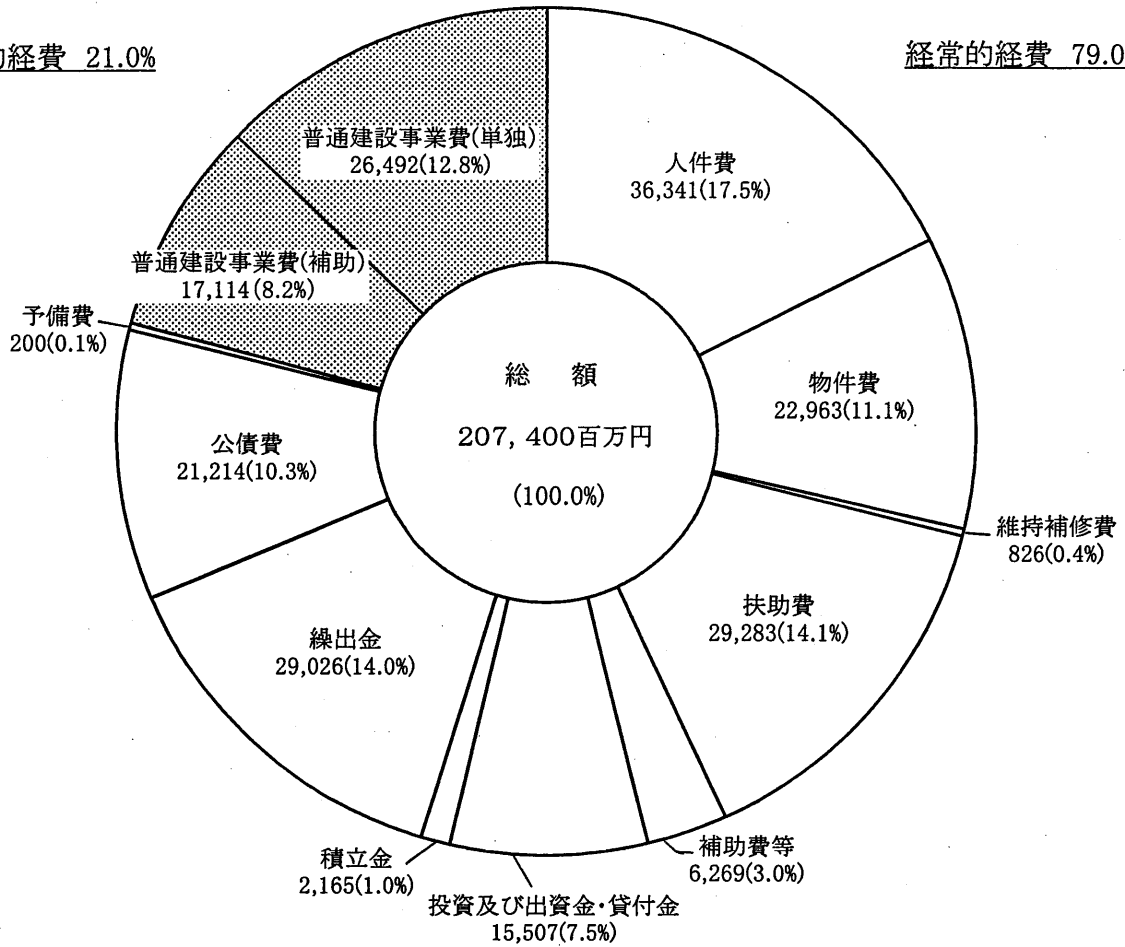 的経費 21.0%
経常的経費 79.0
普通建設事業費(単独)
26,492(12.8%)
人件費
36,341(17.5%)
普通建設事業費(補助)
17,114(8.2%)
予備費
200(0.1%)
総 額
207,400百万円
(100.0%)
物件費
22,963(11.1%)
公債費
21,214(10.3%)
維持補修費
826(0.4%)
扶助費
29,283(14.1%)
繰出金
29,026(14.0%)
補助費等
6,269(3.0%)
積立金
2,165(1.0%)
投資及び出資金・貸付金
15,507(7.5%)